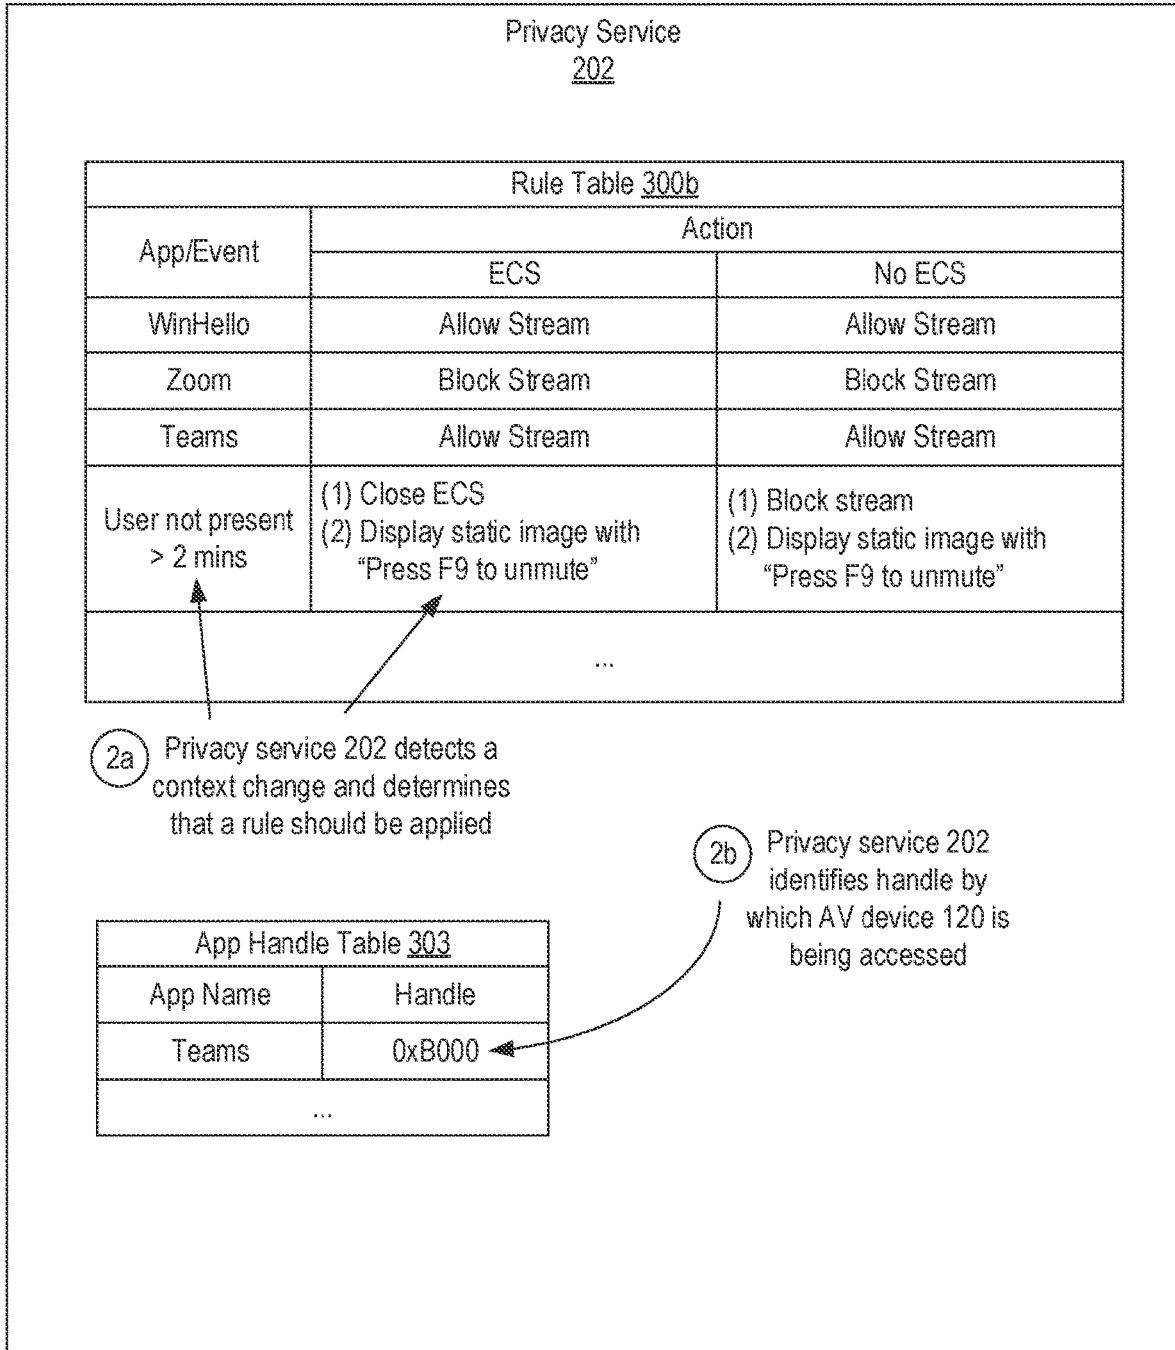 Privacy Service
202
Rule Table 300b
App/Event
Action
ECS
No ECS
WinHello
Allow Stream
Allow Stream
Zoom
Block Stream
Block Stream
Teams
Allow Stream
Allow Stream
User not present
> 2 mins
(1) Close ECS
(2) Display static image with
“Press F9 to unmute”
(1) Block stream
(2) Display static image with
“Press F9 to unmute”
...
2a
Privacy service 202 detects a
context change and determines
that a rule should be applied
2b
Privacy service 202
identifies handle by
which AV device 120 is
being accessed
App Handle Table 303
App Name
Handle
Teams
0xB000
...